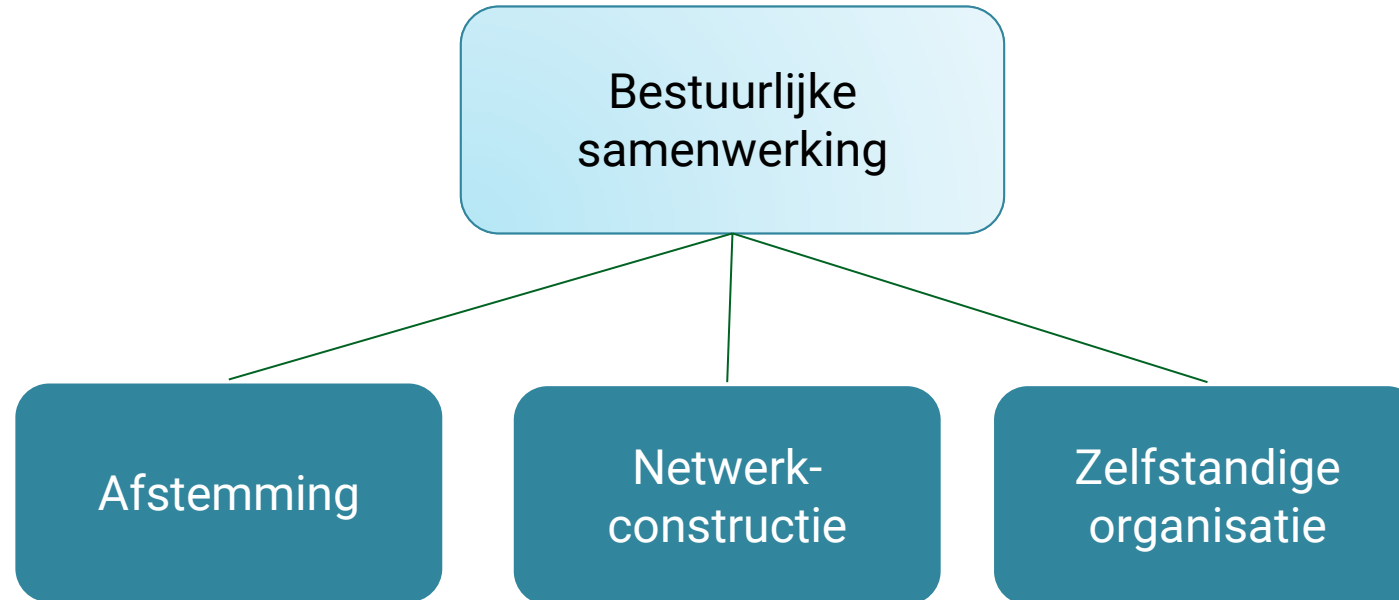 Bestuurlijke
samenwerking
Afstemming
Netwerk-
constructie
Zelfstandige
organisatie